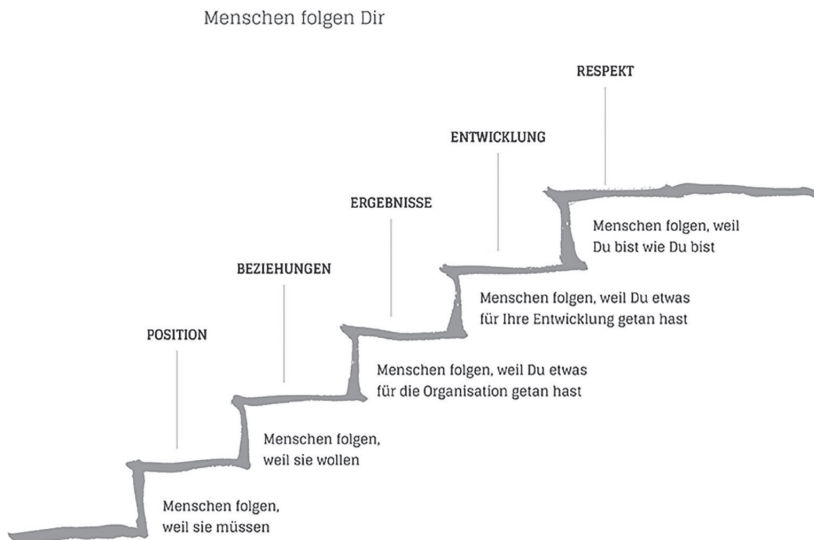 Menschen folgen Dir
RESPEKT
ENTWICKLUNG
ERGEBNISSE
BEZIEHUNGEN
POSITION
Menschen folgen, weil
Du bist wie Du bist
Menschen folgen, weil Du etwas
für Ihre Entwicklung getan hast
Menschen folgen, weil Du etwas
für die Organisation getan hast
Menschen folgen,
weil sie wollen
Menschen folgen,
weil sie müssen